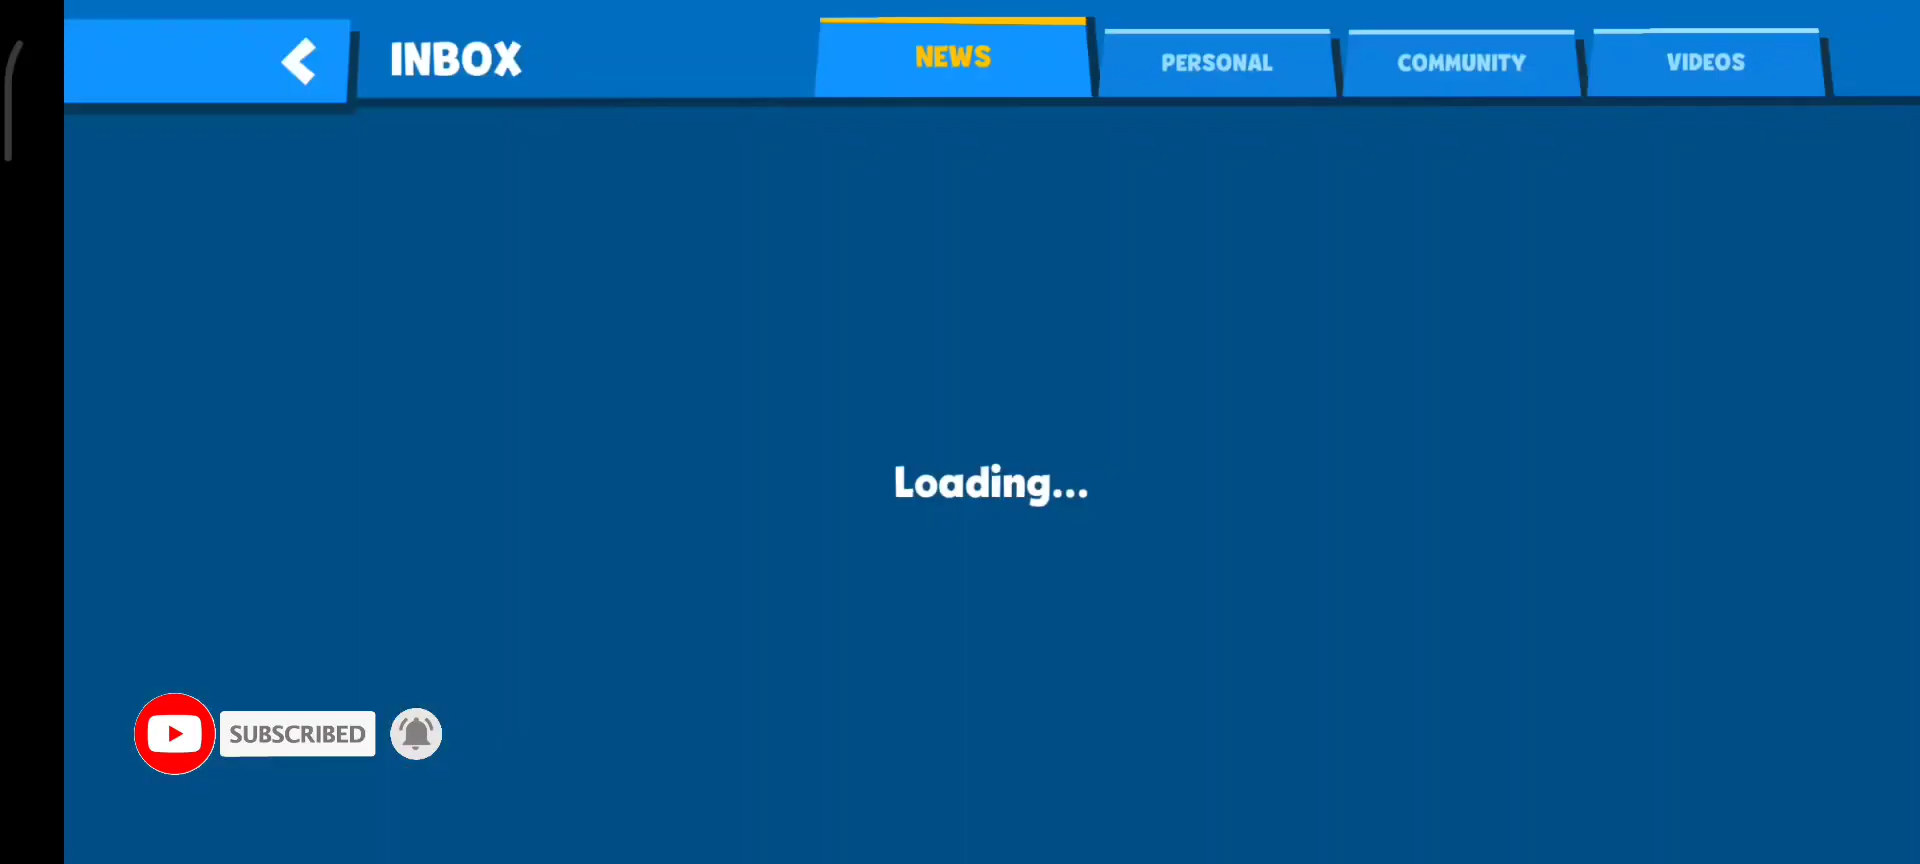 INBOX
NEWS
PERSONAL
COMMUNITY
VIDEOS
Loading...
SUBSCRIBED